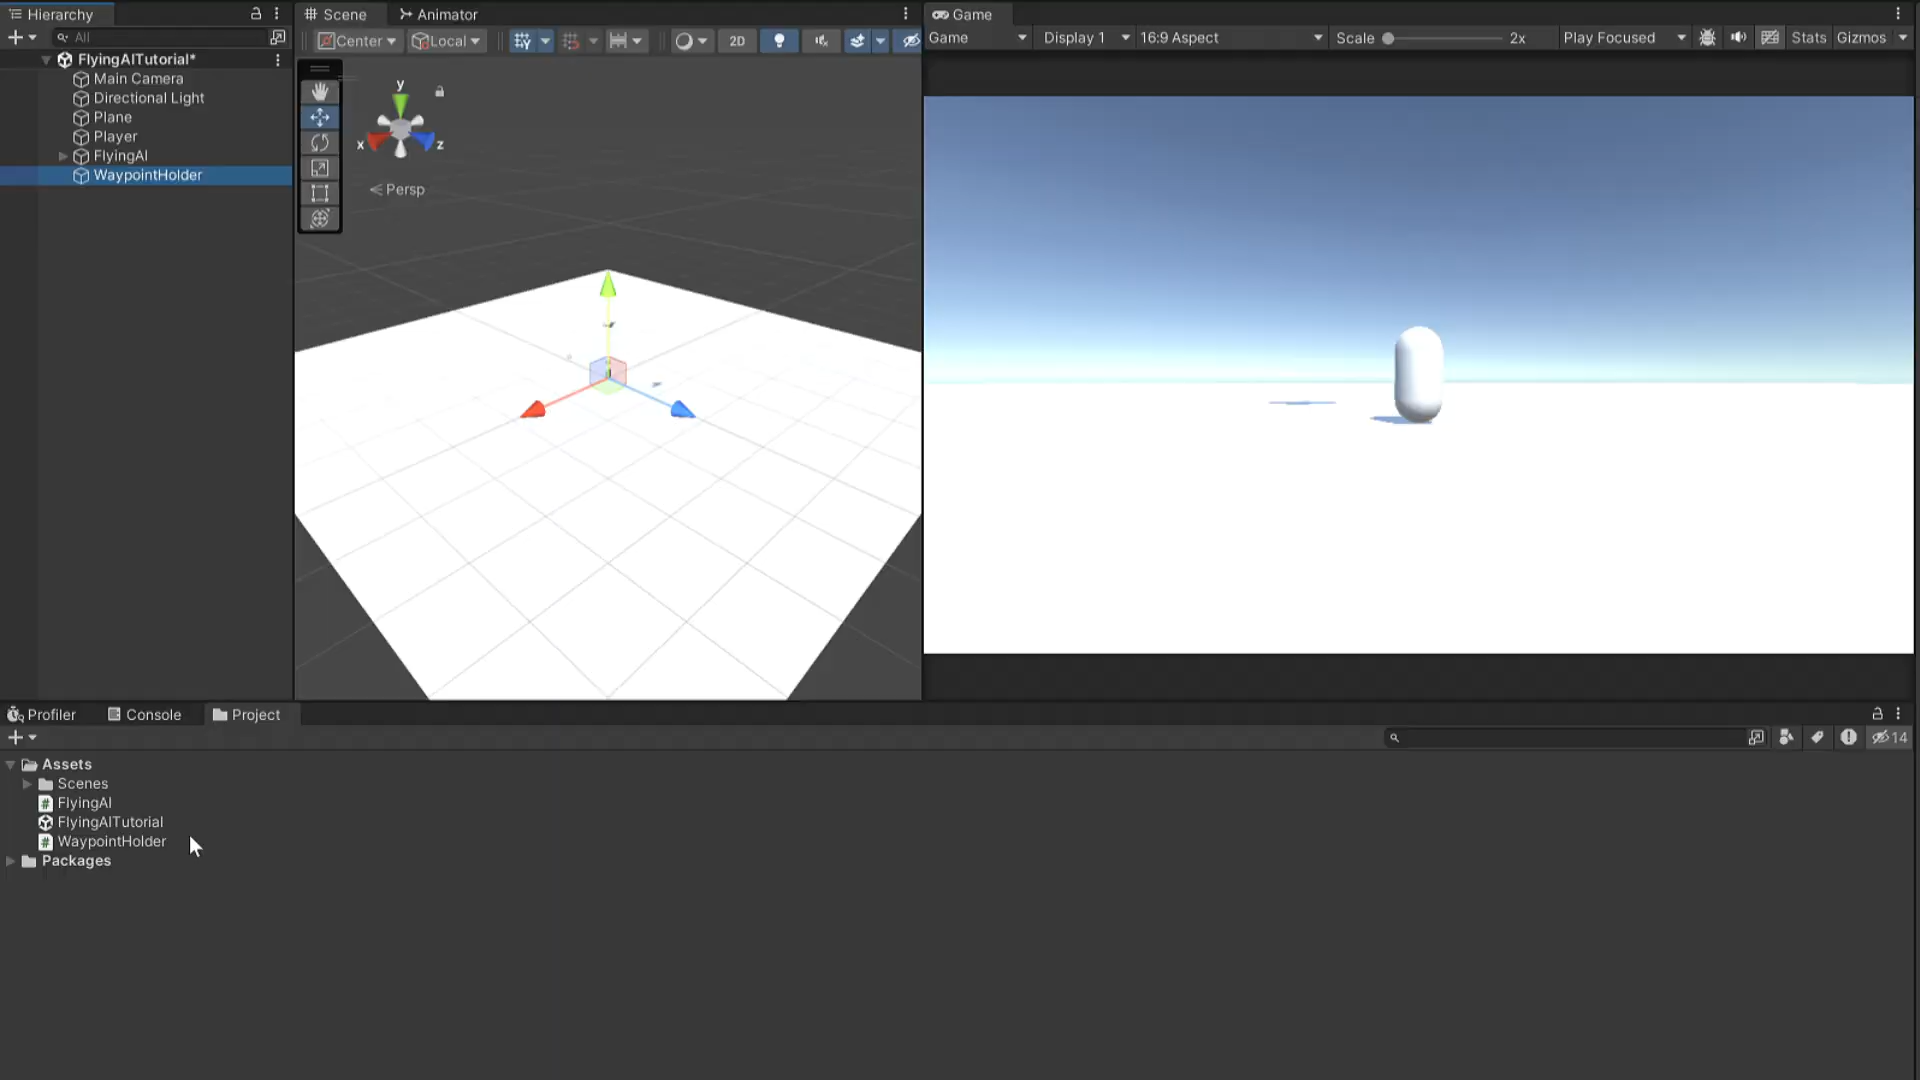 Hierarchy
All
FlyingAITutorial*
Main Camera
Directional Light
Plane
Player
FlyingAI
WaypointHolder
Scene
Animator
Center
Local
2D
y
x
z
Persp
Game
Game
Display 1
16:9 Aspect
Scale
2x
Play Focused
Stats
Gizmos
Profiler
Console
Project
14
Assets
Scenes
FlyingAI
FlyingAITutorial
WaypointHolder
Packages